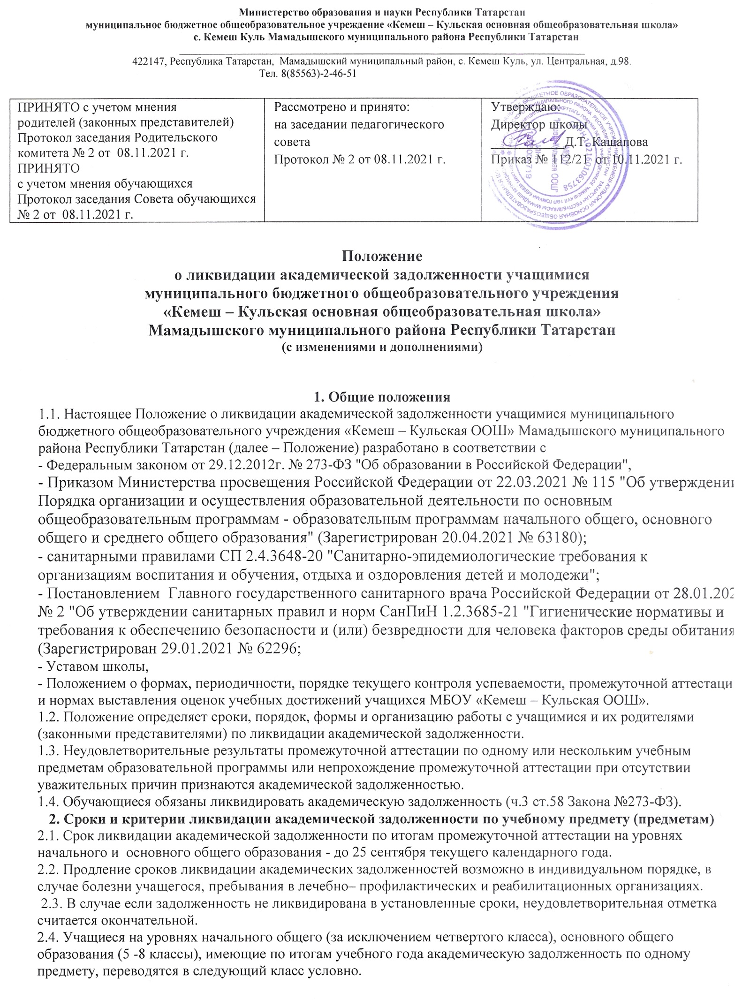 Министерство образования и науки Республики Татарстан
муниципальное бюджетное общеобразовательное учреждение «Кемеш – Кульская основная общеобразовательная школа»
с. Кемеш Куль Мамадышского муниципального района Республики Татарстан
422147, Республика Татарстан, Мамадышский муниципальный район, с. Кемеш Куль, ул. Центральная, д.98.
Тел. 8(85563)-2-46-51
ПРИНЯТО с учетом мнения
родителей (законных представителей)
Протокол заседания Родительского
комитета № 2 от 08.11.2021 г.
ПРИНЯТО
с учетом мнения обучающихся
Протокол заседания Совета обучающихся
№ 2 от 08.11.2021 г.
Рассмотрено и принято:
на заседании педагогического
совета
Протокол № 2 от 08.11.2021 г.
Утверждаю:
Директор школы
___________Д.Т. Кашапова
Приказ № 112/21 от 10.11.2021 г.
ОГРН 1021601063758
МБОУ
Кульская ООШ"
Положение
о ликвидации академической задолженности учащимися
муниципального бюджетного общеобразовательного учреждения
«Кемеш – Кульская основная общеобразовательная школа»
Мамадышского муниципального района Республики Татарстан
(с изменениями и дополнениями)
1. Общие положения
1.1. Настоящее Положение о ликвидации академической задолженности учащимися муниципального
бюджетного общеобразовательного учреждения «Кемеш – Кульская ООШ» Мамадышского муниципального
района Республики Татарстан (далее – Положение) разработано в соответствии с
- Федеральным законом от 29.12.2012г. № 273-ФЗ "Об образовании в Российской Федерации",
- Приказом Министерства просвещения Российской Федерации от 22.03.2021 № 115 "Об утверждении
Порядка организации и осуществления образовательной деятельности по основным
общеобразовательным программам - образовательным программам начального общего, основного
общего и среднего общего образования" (Зарегистрирован 20.04.2021 № 63180);
- санитарными правилами СП 2.4.3648-20 "Санитарно-эпидемиологические требования к
организациям воспитания и обучения, отдыха и оздоровления детей и молодежи";
- Постановлением Главного государственного санитарного врача Российской Федерации от 28.01.202
№ 2 "Об утверждении санитарных правил и норм СанПиН 1.2.3685-21 "Гигиенические нормативы и
требования к обеспечению безопасности и (или) безвредности для человека факторов среды обитания
(Зарегистрирован 29.01.2021 № 62296;
- Уставом школы,
- Положением о формах, периодичности, порядке текущего контроля успеваемости, промежуточной аттестаци
и нормах выставления оценок учебных достижений учащихся МБОУ «Кемеш – Кульская ООШ».
1.2. Положение определяет сроки, порядок, формы и организацию работы с учащимися и их родителями
(законными представителями) по ликвидации академической задолженности.
1.3. Неудовлетворительные результаты промежуточной аттестации по одному или нескольким учебным
предметам образовательной программы или непрохождение промежуточной аттестации при отсутствии
уважительных причин признаются академической задолженностью.
1.4. Обучающиеся обязаны ликвидировать академическую задолженность (ч.3 ст.58 Закона №273-ФЗ).
2. Сроки и критерии ликвидации академической задолженности по учебному предмету (предметам)
2.1. Срок ликвидации академической задолженности по итогам промежуточной аттестации на уровнях
начального и основного общего образования - до 25 сентября текущего календарного года.
2.2. Продление сроков ликвидации академических задолженностей возможно в индивидуальном порядке, в
случае болезни учащегося, пребывания в лечебно– профилактических и реабилитационных организациях.
2.3. В случае если задолженность не ликвидирована в установленные сроки, неудовлетворительная отметка
считается окончательной.
2.4. Учащиеся на уровнях начального общего (за исключением четвертого класса), основного общего
образования (5 -8 классы), имеющие по итогам учебного года академическую задолженность по одному
предмету, переводятся в следующий класс условно.